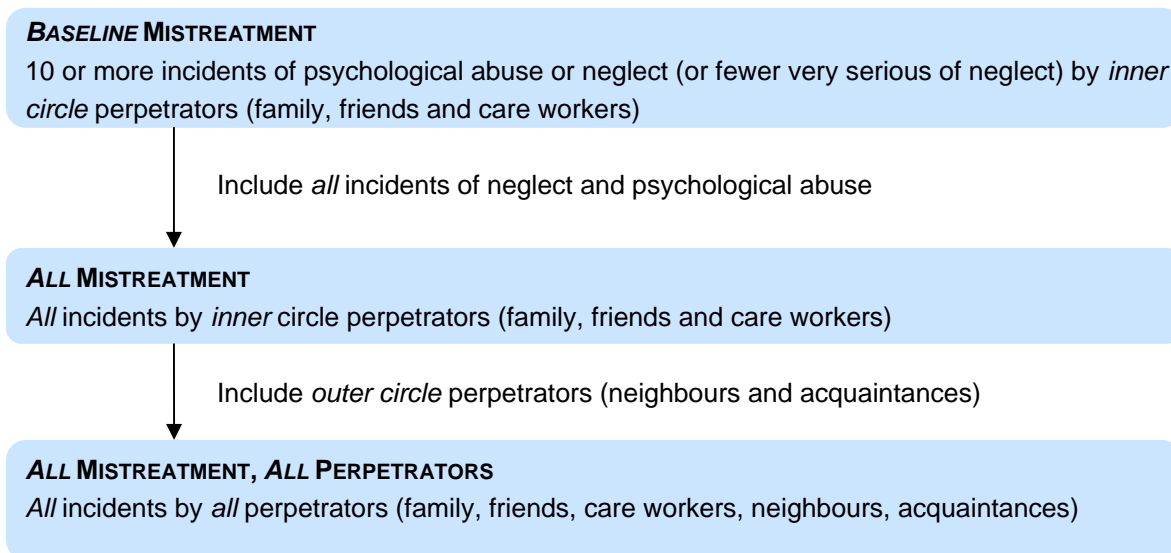 BASELINE MISTREATMENT
10 or more incidents of psychological abuse or neglect (or fewer very serious of neglect) by inner
circle perpetrators (family, friends and care workers)
Include all incidents of neglect and psychological abuse
ALL MISTREATMENT
All incidents by inner circle perpetrators (family, friends and care workers)
Include outer circle perpetrators (neighbours and acquaintances)
ALL MISTREATMENT, ALL PERPETRATORS
All incidents by all perpetrators (family, friends, care workers, neighbours, acquaintances)